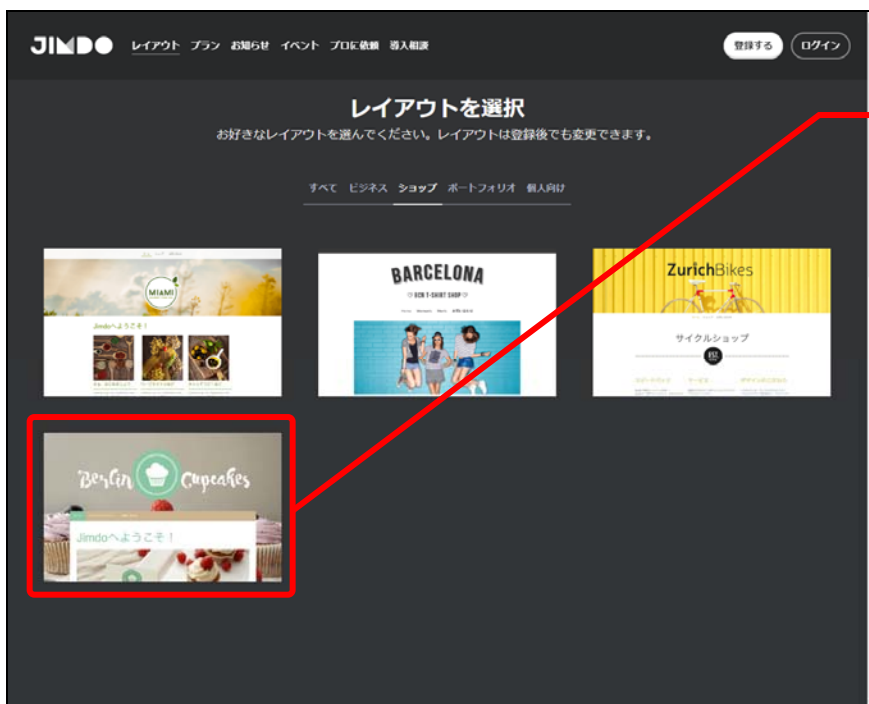 JIMDO レイアウト プラン お知らせ イベント プロに依頼 導入相談 登録する ログイン
レイアウトを選択
お好きなレイアウトを選んでください。レイアウトは登録後でも変更できます。
すべて ビジネス ショップ ポートフォリオ 個人向け
MIAMI
Jimdoへようこそ！
BARCELONA
BCN T-SHIRT SHOP
ZurichBikes
サイクルショップ
Berlin Cupcakes
Jimdoへようこそ！